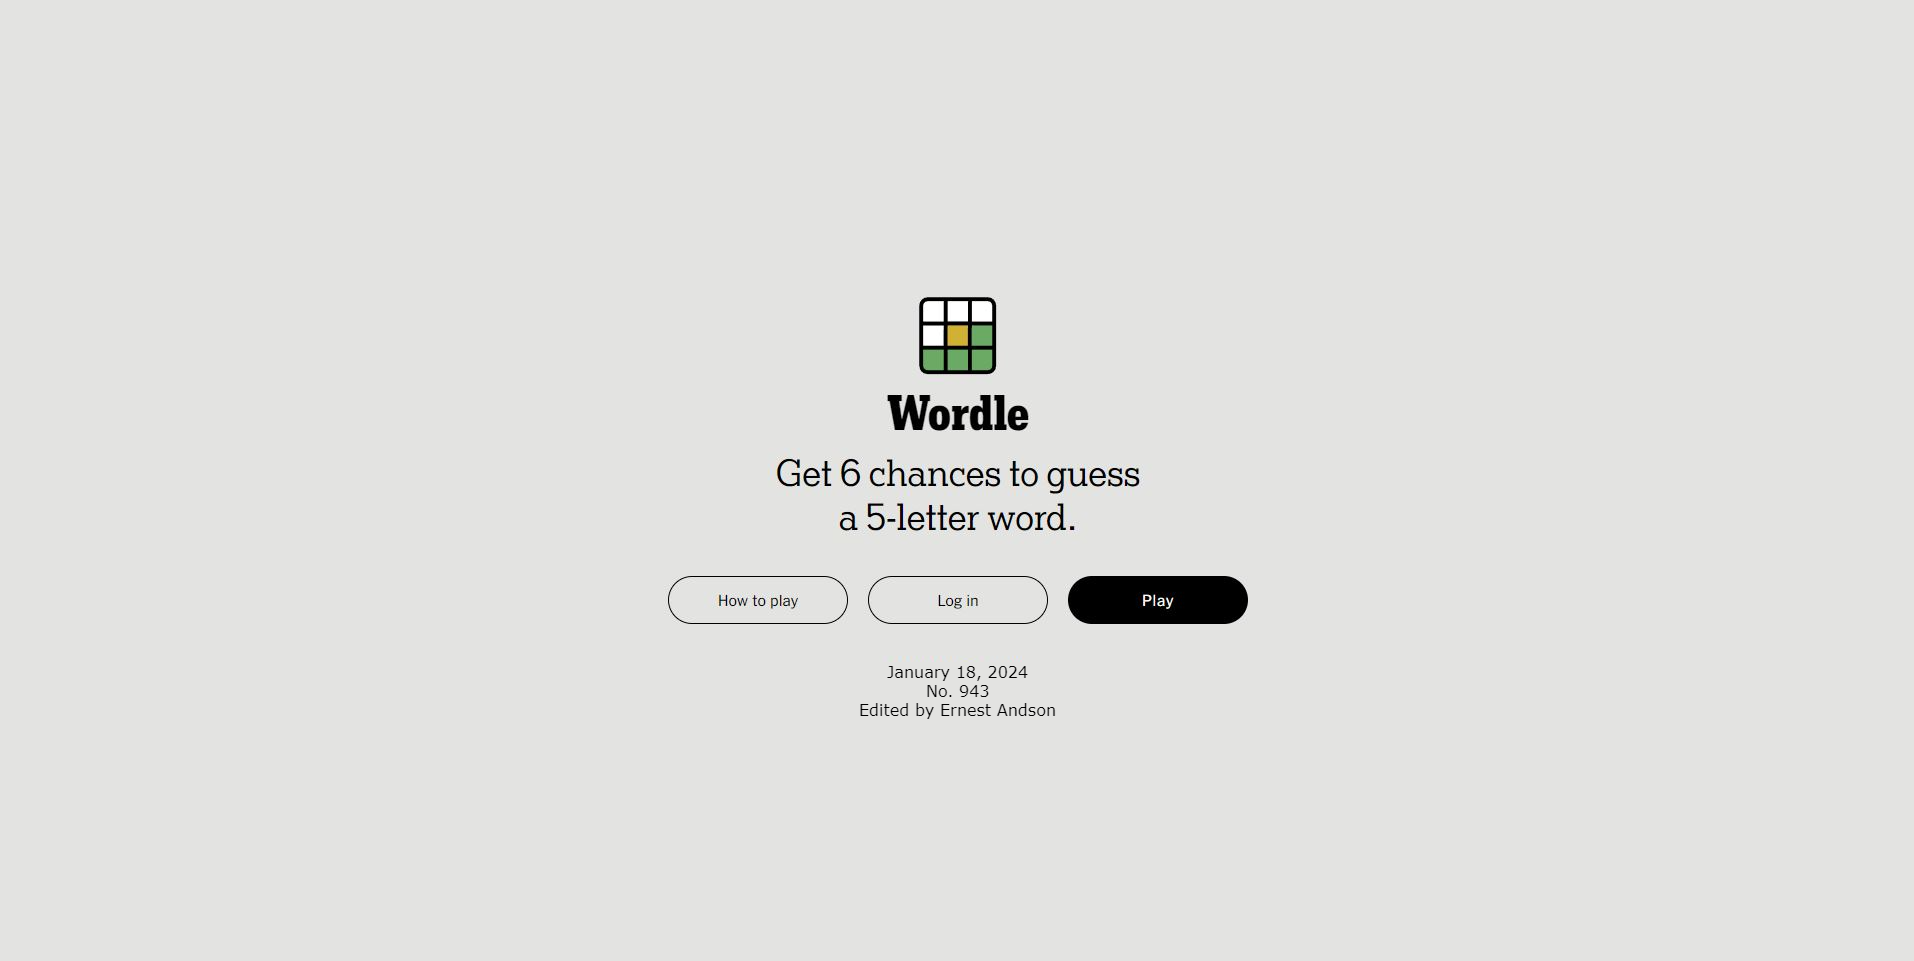 Wordle
Get 6 chances to guess
a 5-letter word.
How to play
Log in
Play
January 18, 2024
No. 943
Edited by Ernest Andson